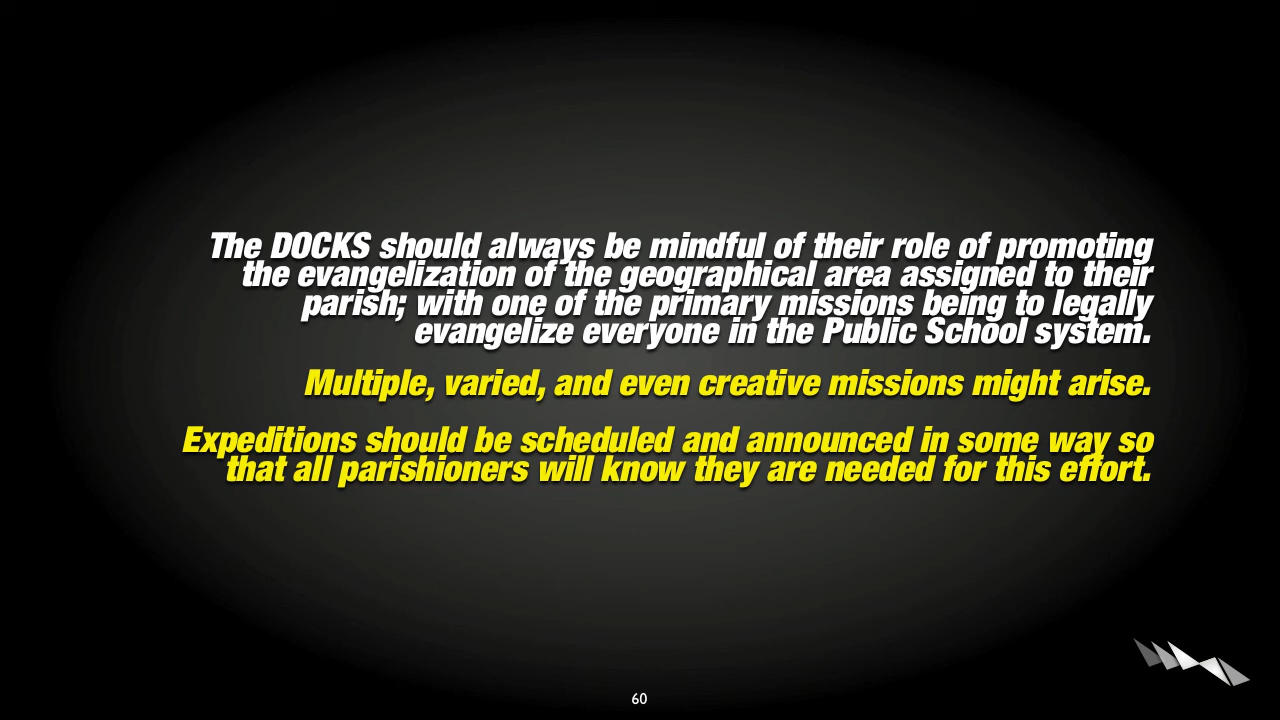 The DOCKS should always be mindful of their role of promoting
the evangelization of the geographical area assigned to their
parish; with one of the primary missions being to legally
evangelize everyone in the Public School system.
Multiple, varied, and even creative missions might arise.
Expeditions should be scheduled and announced in some way so
that all parishioners will know they are needed for this effort.
60